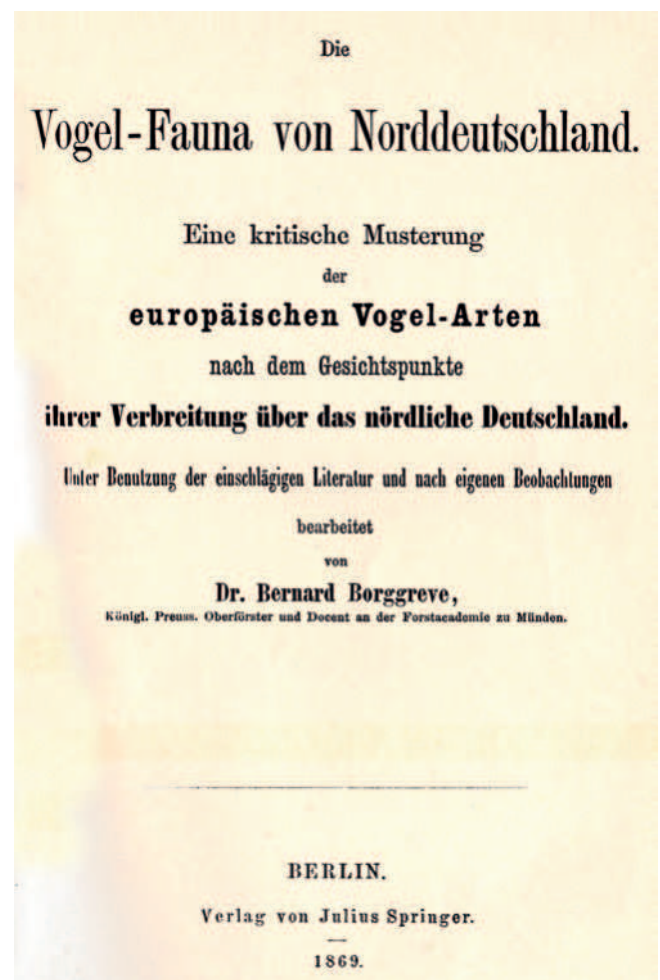 Die
Vogel-Fauna von Norddeutschland.
Eine kritische Musterung
der
europäischen Vogel-Arten
nach dem Gesichtspunkte
ihrer Verbreitung über das nördliche Deutschland.
Unter Benutzung der einschlägigen Literatur und nach eigenen Beobachtungen
bearbeitet
von
Dr. Bernard Borggreve,
Königl. Preuss. Oberförster und Docent an der Forstacademie zu Münden.
BERLIN.
Verlag von Julius Springer.
1869.